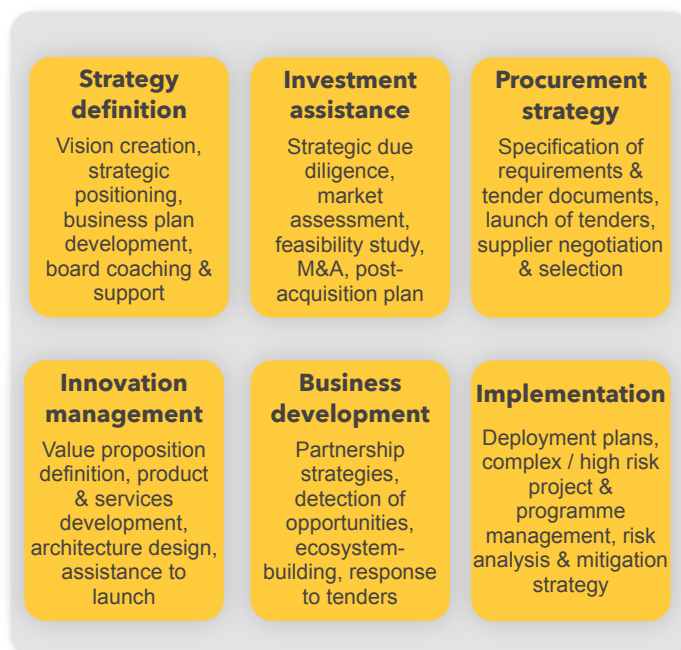 Strategy
definition
Vision creation,
strategic
positioning,
business plan
development,
board coaching &
support
Investment
assistance
Strategic due
diligence,
market
assessment,
feasibility study,
M&A, post-
acquisition plan
Procurement
strategy
Specification of
requirements &
tender documents,
launch of tenders,
supplier negotiation
& selection
Innovation
management
Value proposition
definition, product
& services
development,
architecture design,
assistance to
launch
Business
development
Partnership
strategies,
detection of
opportunities,
ecosystem-
building, response
to tenders
Implementation
Deployment plans,
complex / high risk
project &
programme
management, risk
analysis & mitigation
strategy